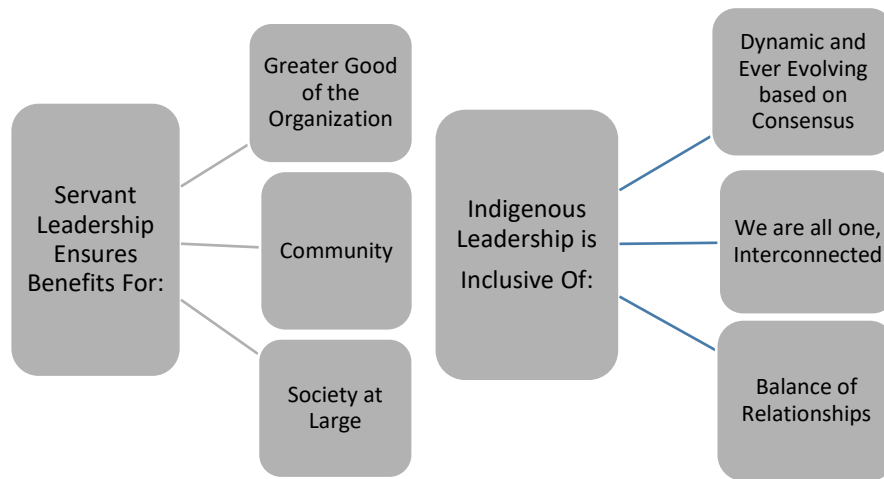 Servant
Leadership
Ensures
Benefits For:
Greater Good
of the
Organization
Community
Society at
Large
Indigenous
Leadership is
Inclusive Of:
Dynamic and
Ever Evolving
based on
Consensus
We are all one,
Interconnected
Balance of
Relationships